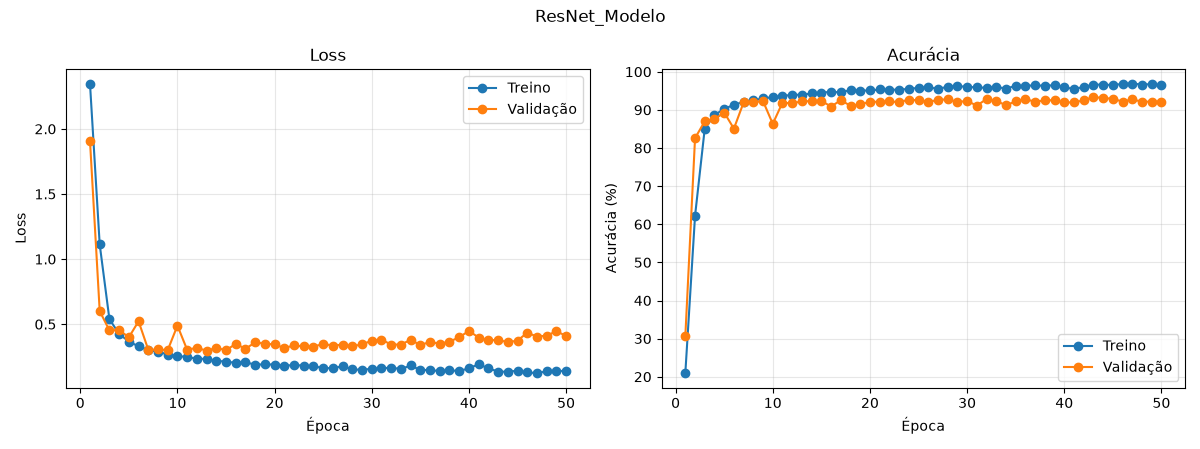 ResNet_Modelo
Loss
Treino
Validação
2.0
1.5
1.0
0.5
0 10 20 30 40 50
Loss
Época
Acurácia
100
90
80
70
60
50
40
30
20
0 10 20 30 40 50
Acurácia (%)
Época
Treino
Validação